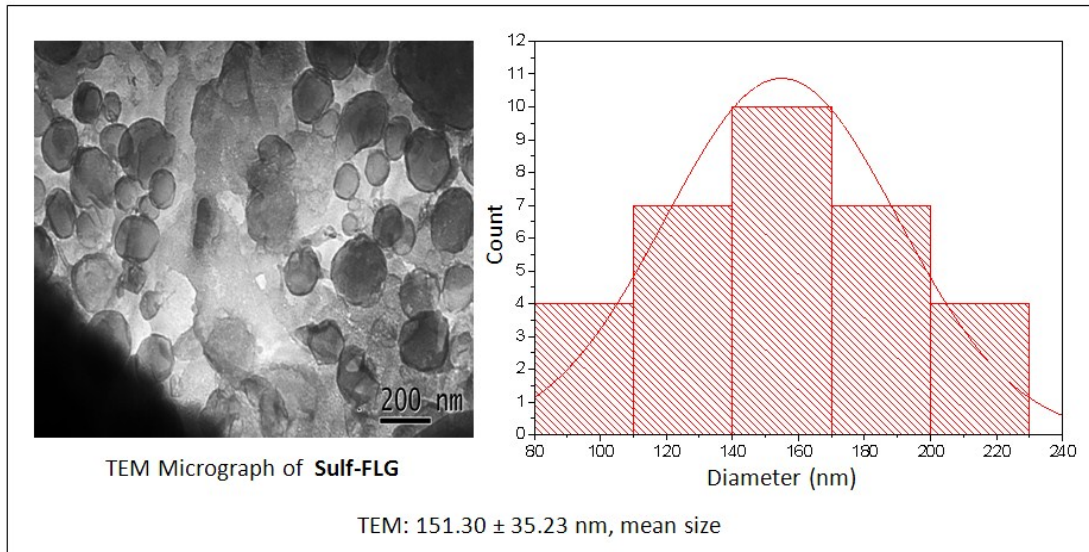 200 nm
TEM Micrograph of Sulf-FLG
Count
12
11
10
9
8
7
6
5
4
3
2
1
0
80 100 120 140 160 180 200 220 240
Diameter (nm)
TEM: 151.30 ± 35.23 nm, mean size